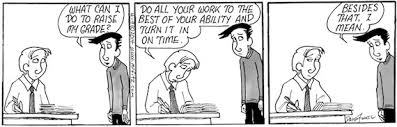 WHAT CAN I
DO TO RAISE
MY GRADE?
DO ALL YOUR WORK TO THE
BEST OF YOUR ABILITY AND
TURN IT IN
ON TIME.
BESIDES
THAT, I
MEAN.